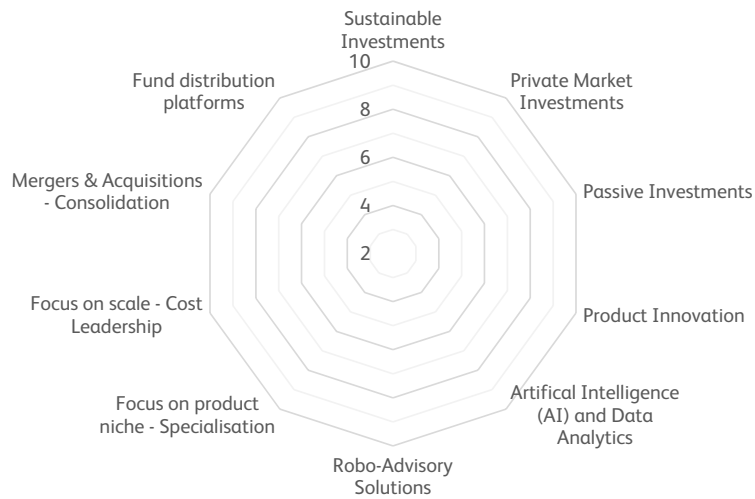 Sustainable
Investments
10
Fund distribution
platforms
Private Market
Investments
8
6
Mergers & Acquisitions
- Consolidation
Passive Investments
4
2
Focus on scale - Cost
Leadership
Product Innovation
Artifical Intelligence
(AI) and Data
Analytics
Focus on product
niche - Specialisation
Robo-Advisory
Solutions